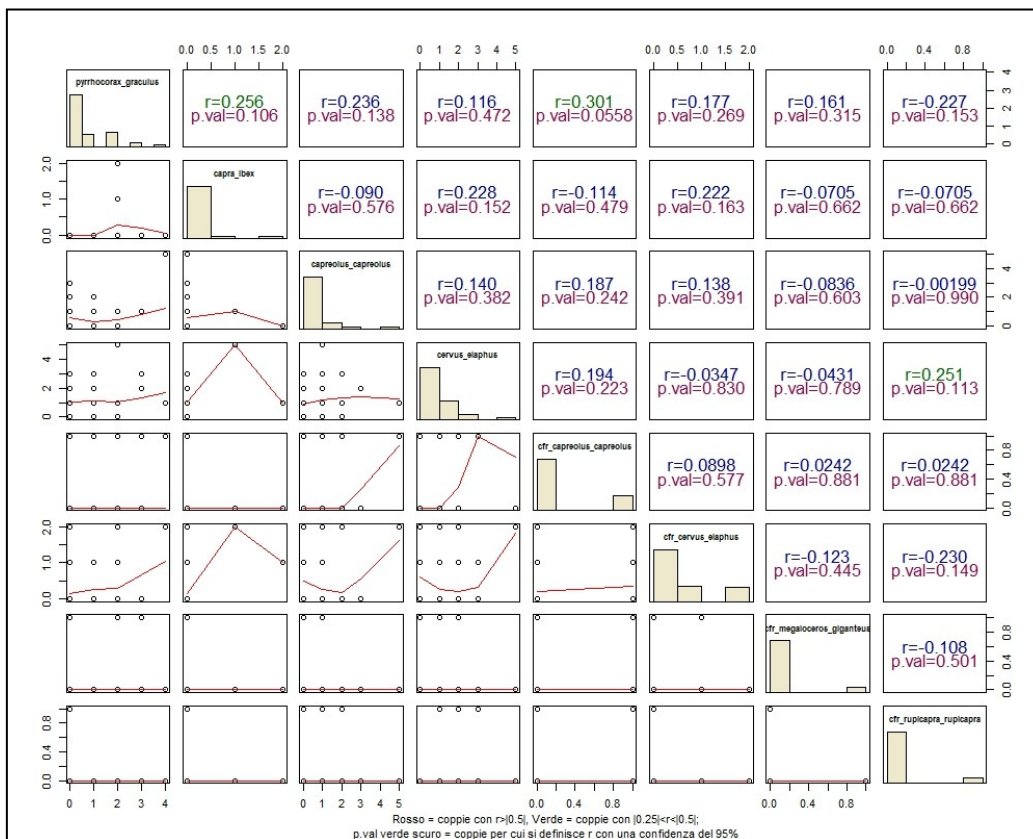 0.0 0.5 1.0 1.5 2.0
0 1 2 3 4 5
0.0 0.5 1.0 1.5 2.0
0.0 0.4 0.8
pyrrhocorax_graculus
r=0.256
p.val=0.106
r=0.236
p.val=0.138
r=0.116
p.val=0.472
r=0.301
p.val=0.0558
r=0.177
p.val=0.269
r=0.161
p.val=0.315
r=-0.227
p.val=0.153
0 1 2 3 4
0.0 1.0 2.0
capra_ibex
r=-0.090
p.val=0.576
r=0.228
p.val=0.152
r=-0.114
p.val=0.479
r=0.222
p.val=0.163
r=-0.0705
p.val=0.662
r=-0.0705
p.val=0.662
capreolus_capreolus
r=0.140
p.val=0.382
r=0.187
p.val=0.242
r=0.138
p.val=0.391
r=-0.0836
p.val=0.603
r=-0.00199
p.val=0.990
0 2 4
0 2 4
cervus_elaphus
r=0.194
p.val=0.223
r=-0.0347
p.val=0.830
r=-0.0431
p.val=0.789
r=0.251
p.val=0.113
cfr_capreolus_capreolus
r=0.0898
p.val=0.577
r=0.0242
p.val=0.881
r=0.0242
p.val=0.881
0.0 0.4 0.8
0.0 1.0 2.0
cfr_cervus_elaphus
r=-0.123
p.val=0.445
r=-0.230
p.val=0.149
cfr_megaloceros_giganteus
r=-0.108
p.val=0.501
0.0 0.4 0.8
0.0 0.4 0.8
cfr_rupicapra_rupicapra
0 1 2 3 4
0 1 2 3 4 5
0.0 0.4 0.8
0.0 0.4 0.8
Rosso = coppie con r>|0.5|, Verde = coppie con |0.25|<r<|0.5|;
p.val verde scuro = coppie per cui si definisce r con una confidenza del 95%